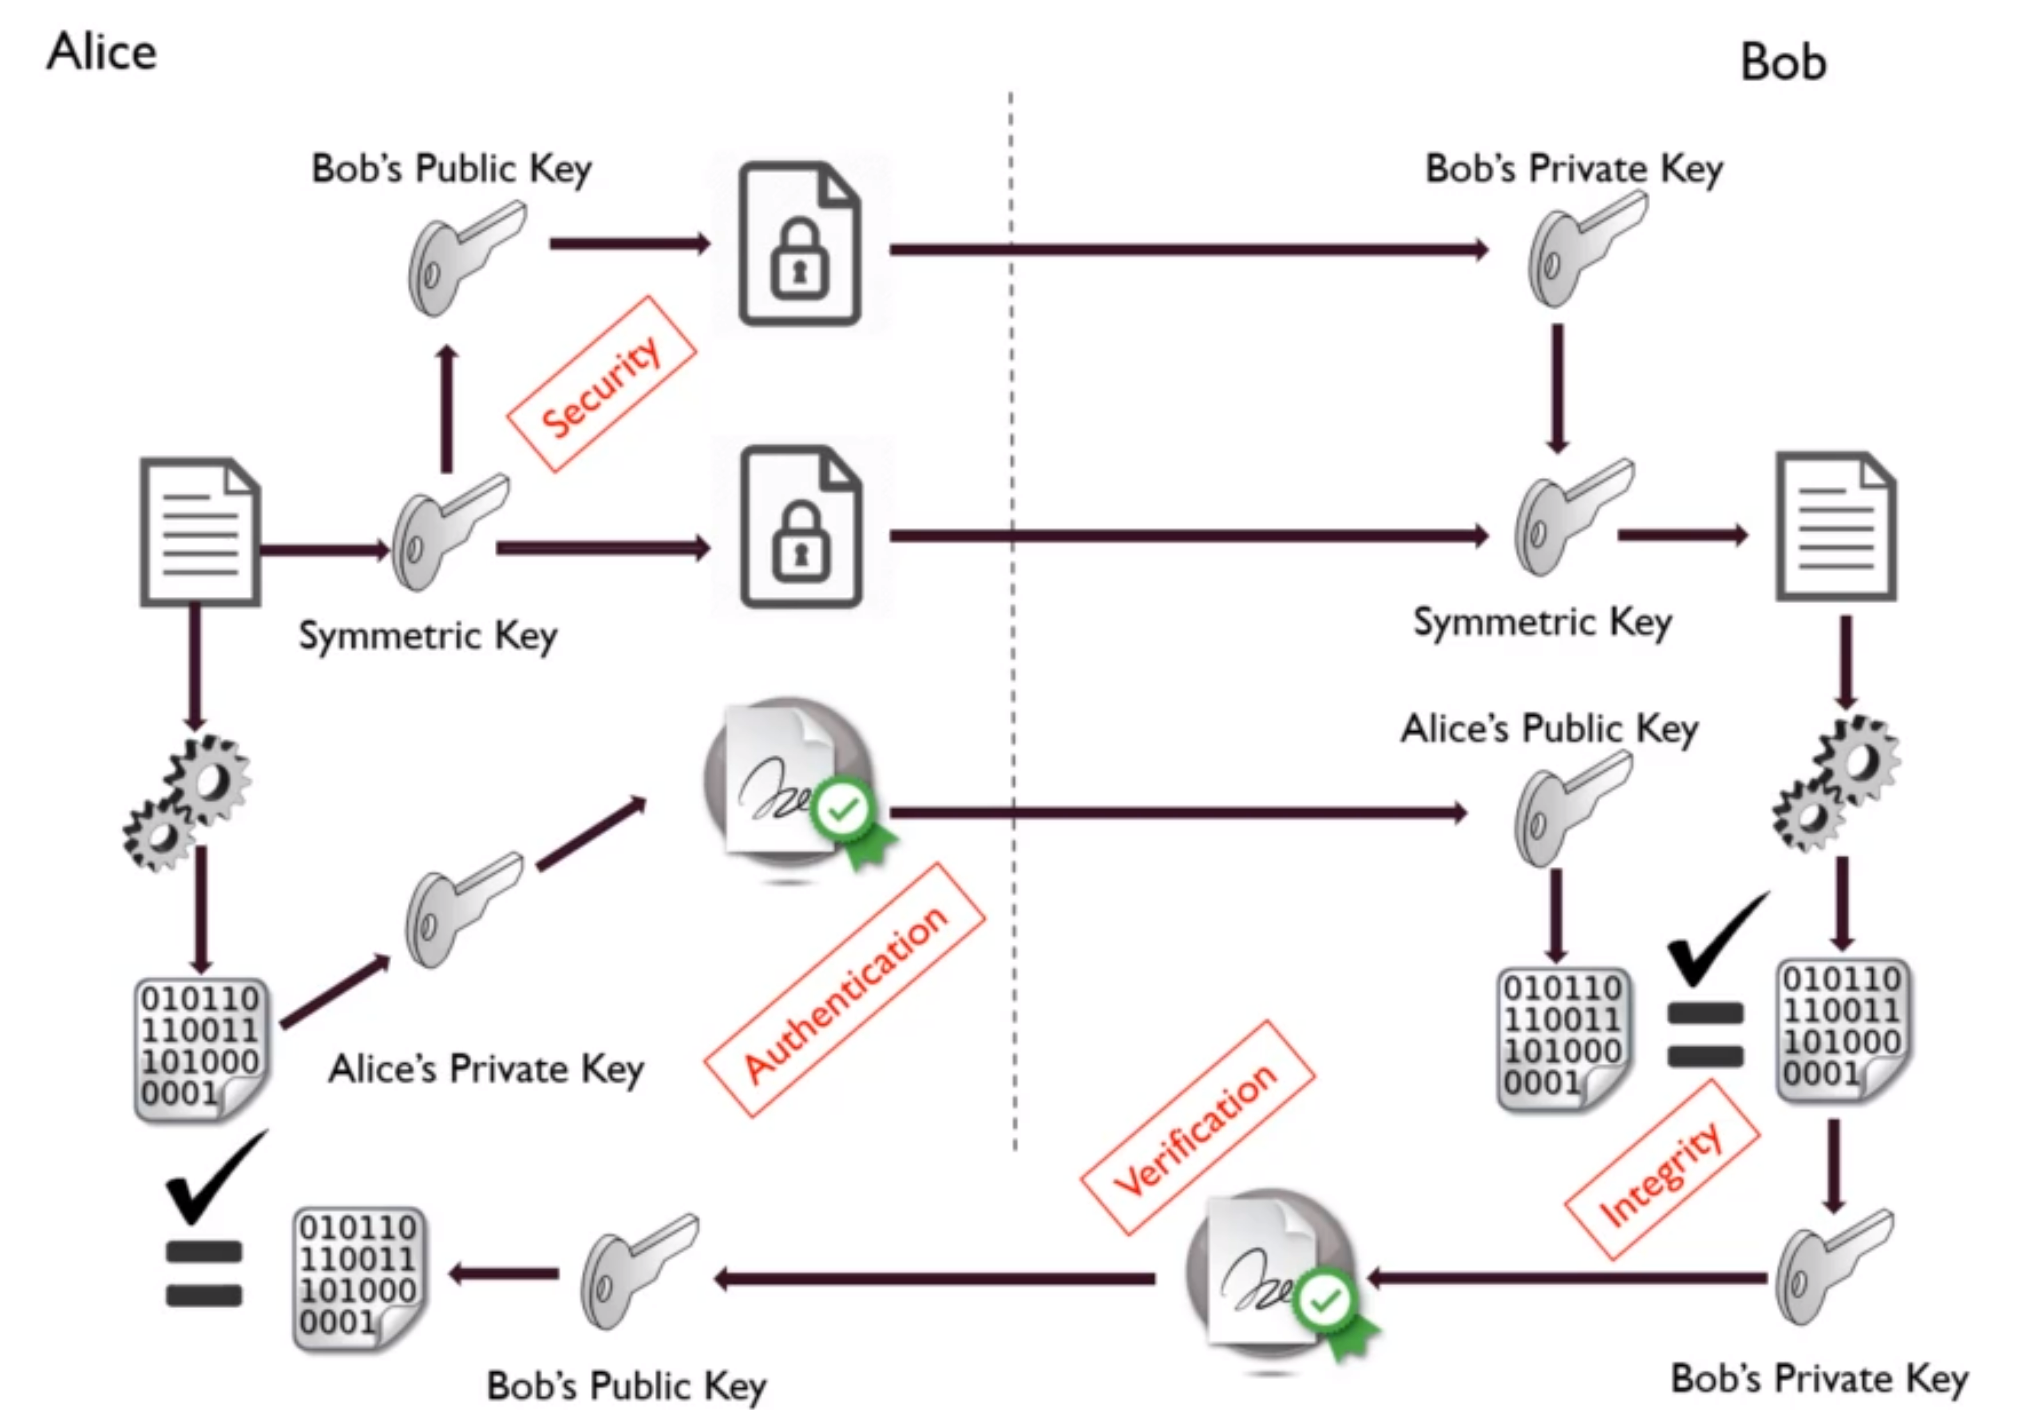 Alice
Bob
Bob's Public Key
Bob's Private Key
Security
Symmetric Key
Symmetric Key
Alice's Public Key
Authentication
010110
110011
101000
0001
Alice's Private Key
010110
110011
101000
0001
010110
110011
101000
0001
Verification
Integrity
010110
110011
101000
0001
Bob's Public Key
Bob's Private Key